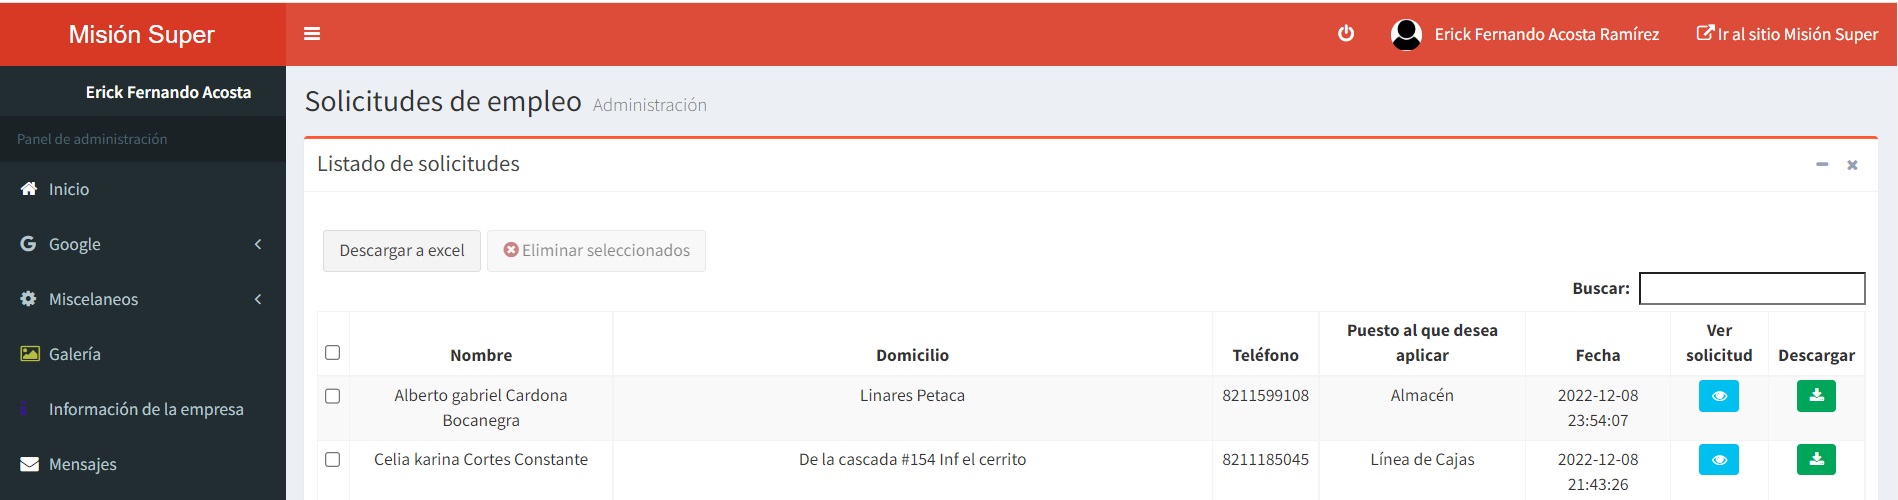 Misión Super
Erick Fernando Acosta Ramírez
Ir al sitio Misión Super
Erick Fernando Acosta
Panel de administración
Inicio
Google
Miscelaneos
Galería
Información de la empresa
Mensajes
Solicitudes de empleo Administración
Listado de solicitudes
Descargar a excel
Eliminar seleccionados
Buscar:
Nombre
Domicilio
Teléfono
Puesto al que desea
aplicar
Fecha
Ver
solicitud
Descargar
Alberto gabriel Cardona
Bocanegra
Linares Petaca
8211599108
Almacén
2022-12-08
23:54:07
Celia karina Cortes Constante
De la cascada #154 Inf el cerrito
8211185045
Línea de Cajas
2022-12-08
21:43:26